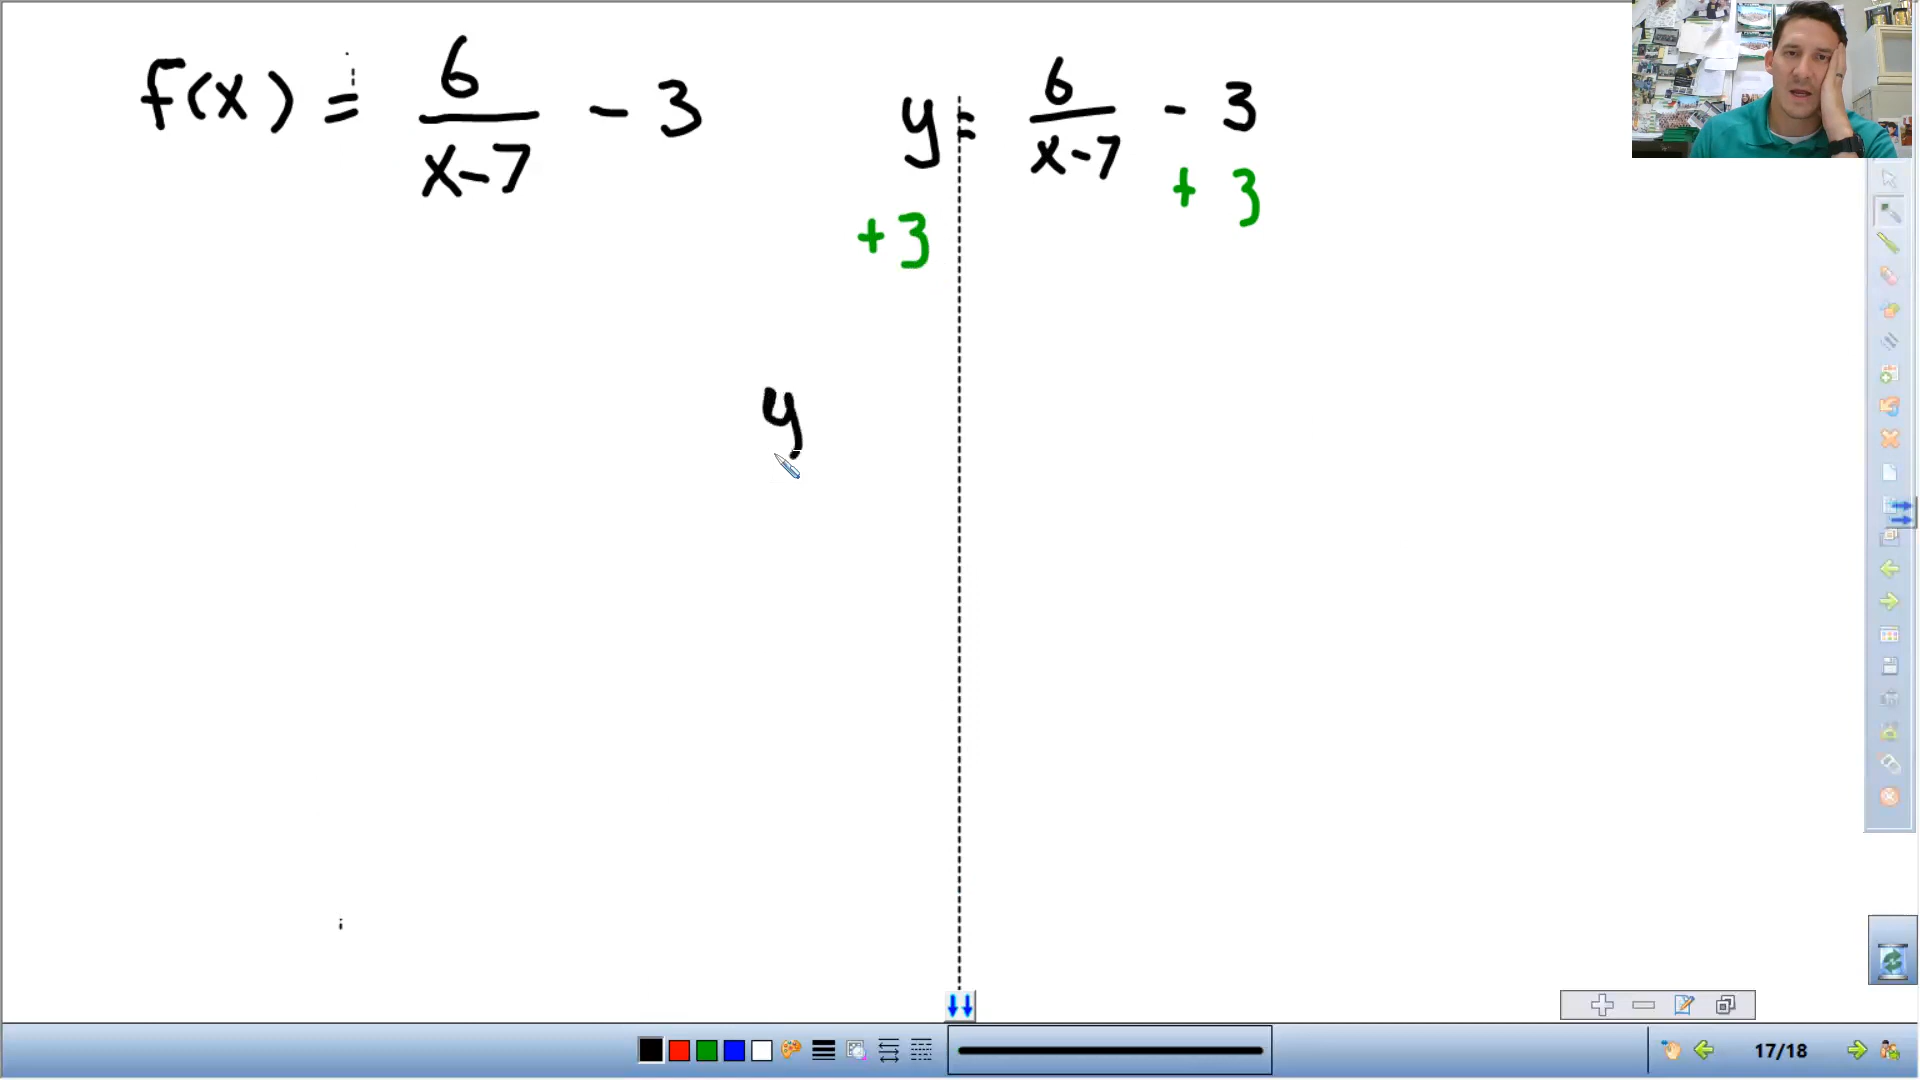 f(x) = 6/(x-7) - 3
y = 6/(x-7) - 3
+3 + 3
y
17/18